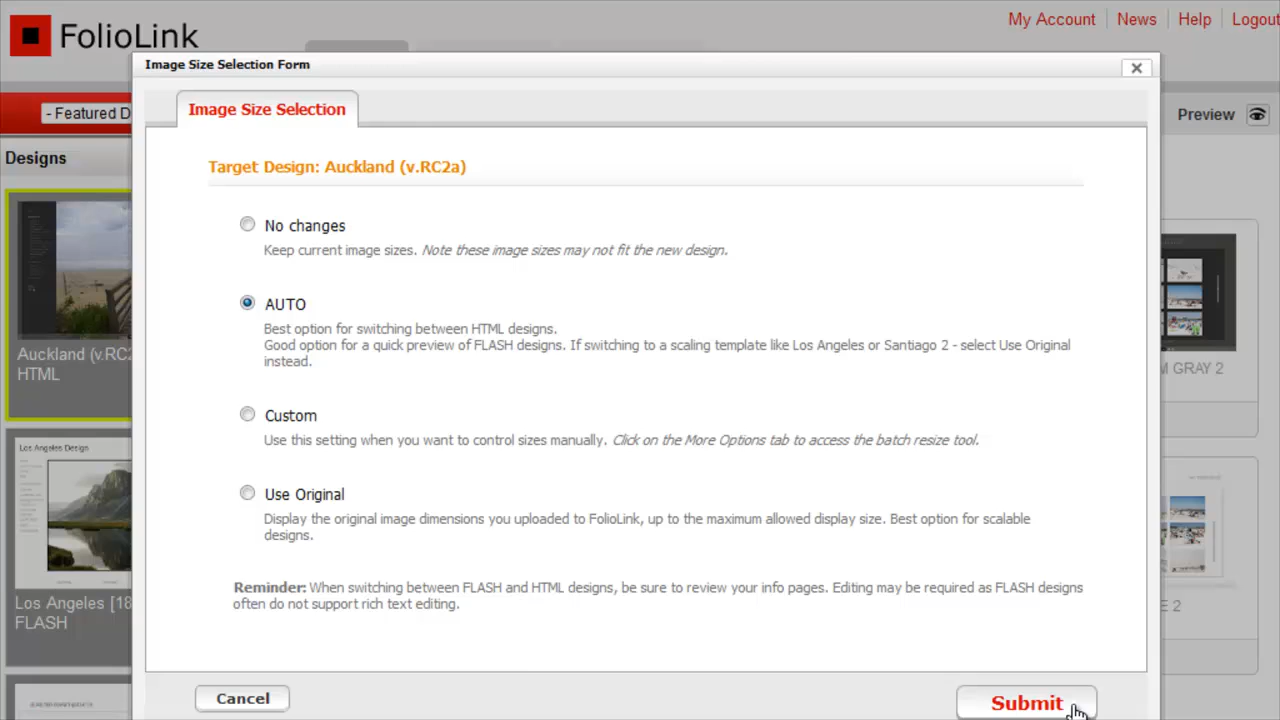 FolioLink
My Account
News
Help
Logout
Image Size Selection Form
- Featured D
Image Size Selection
Preview
Designs
Target Design: Auckland (v.RC2a)
No changes
Keep current image sizes. Note these image sizes may not fit the new design.
AUTO
Best option for switching between HTML designs.
Good option for a quick preview of FLASH designs. If switching to a scaling template like Los Angeles or Santiago 2 - select Use Original
instead.
Auckland (v.RC2
HTML
M GRAY 2
Custom
Use this setting when you want to control sizes manually. Click on the More Options tab to access the batch resize tool.
Los Angeles Design
Use Original
Display the original image dimensions you uploaded to FolioLink, up to the maximum allowed display size. Best option for scalable
designs.
Reminder: When switching between FLASH and HTML designs, be sure to review your info pages. Editing may be required as FLASH designs
often do not support rich text editing.
Los Angeles [18
FLASH
E 2
Cancel
Submit